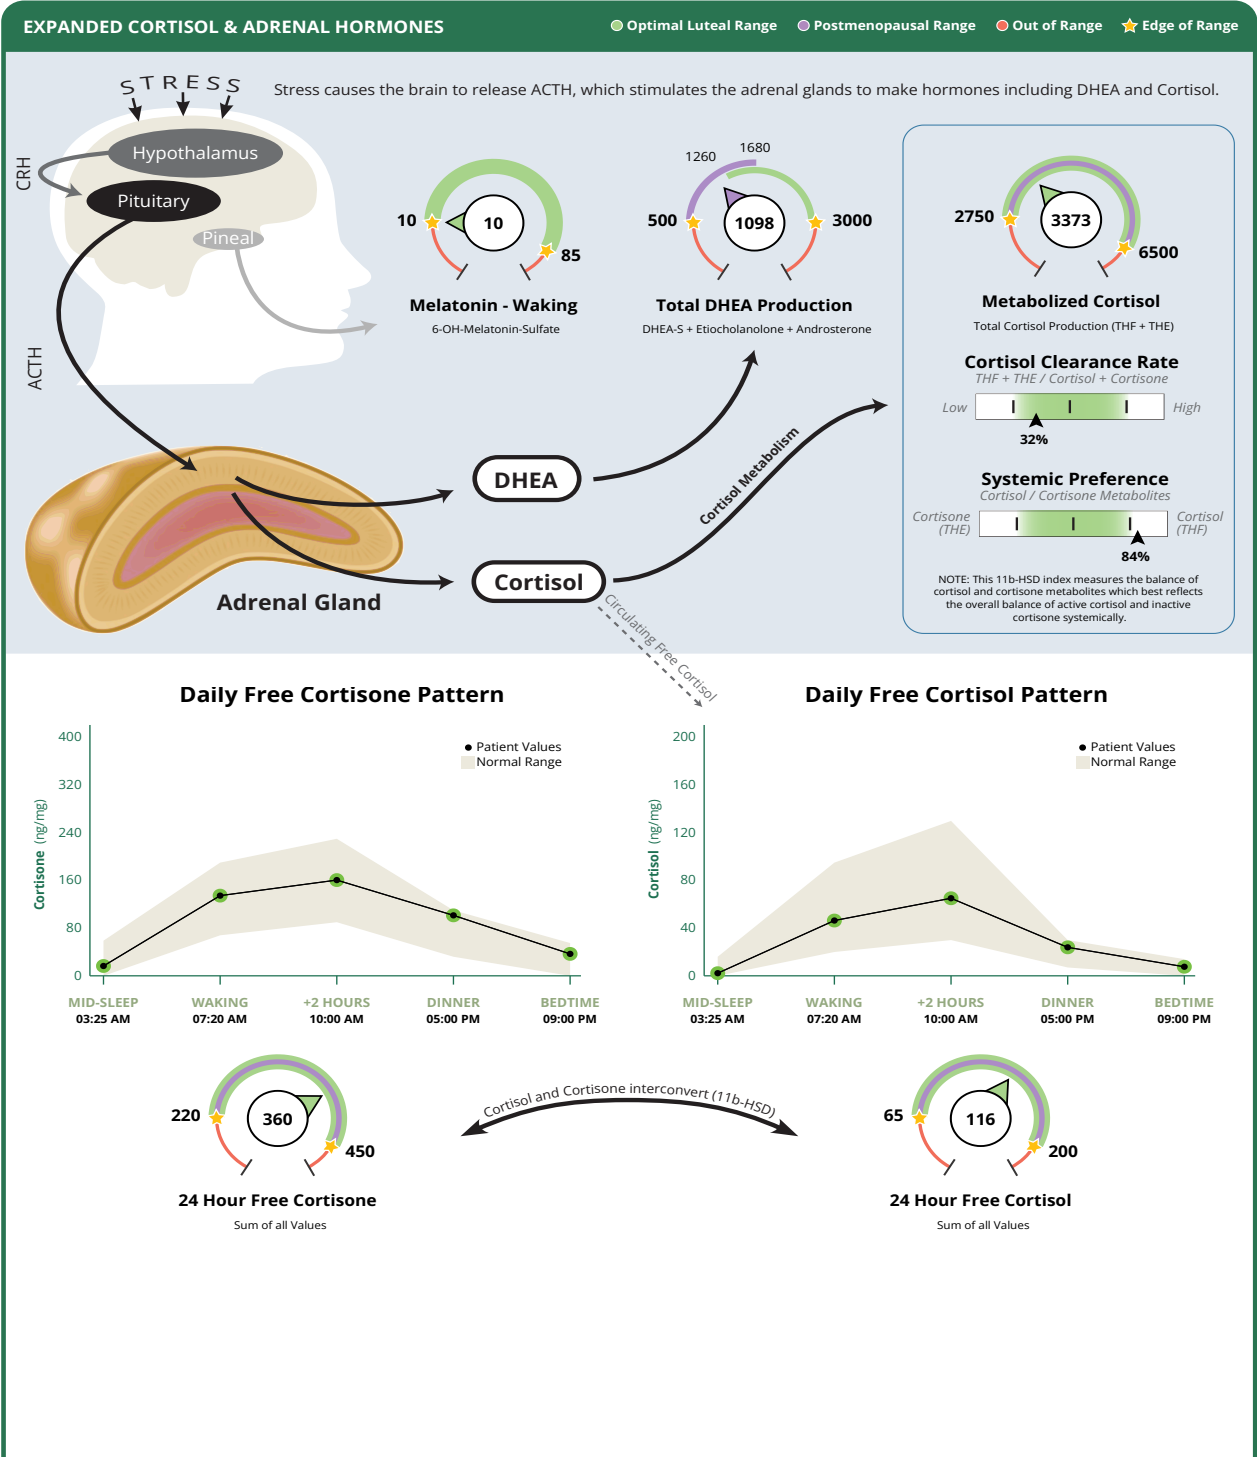 EXPANDED CORTISOL & ADRENAL HORMONES
Optimal Luteal Range
Postmenopausal Range
Out of Range
Edge of Range
STRESS
Stress causes the brain to release ACTH, which stimulates the adrenal glands to make hormones including DHEA and Cortisol.
Hypothalamus
CRH
Pituitary
Pineal
ACTH
10
10
85
Melatonin - Waking
6-OH-Melatonin-Sulfate
1260
1680
500
1098
3000
Total DHEA Production
DHEA-S + Etiocholanolone + Androsterone
2750
3373
6500
Metabolized Cortisol
Total Cortisol Production (THF + THE)
Cortisol Clearance Rate
THF + THE / Cortisol + Cortisone
Low
High
32%
Systemic Preference
Cortisol / Cortisone Metabolites
Cortisone
(THE)
Cortisol
(THF)
84%
NOTE: This 11b-HSD index measures the balance of
cortisol and cortisone metabolites which best reflects
the overall balance of active cortisol and inactive
cortisone systemically.
DHEA
Cortisol Metabolism
Cortisol
Adrenal Gland
Circulating Free Cortisol
Daily Free Cortisone Pattern
400
320
240
160
80
0
Cortisone (ng/mg)
Patient Values
Normal Range
MID-SLEEP
03:25 AM
WAKING
07:20 AM
+2 HOURS
10:00 AM
DINNER
05:00 PM
BEDTIME
09:00 PM
Daily Free Cortisol Pattern
200
160
120
80
40
0
Cortisol (ng/mg)
Patient Values
Normal Range
MID-SLEEP
03:25 AM
WAKING
07:20 AM
+2 HOURS
10:00 AM
DINNER
05:00 PM
BEDTIME
09:00 PM
220
360
450
24 Hour Free Cortisone
Sum of all Values
Cortisol and Cortisone interconvert (11b-HSD)
65
116
200
24 Hour Free Cortisol
Sum of all Values